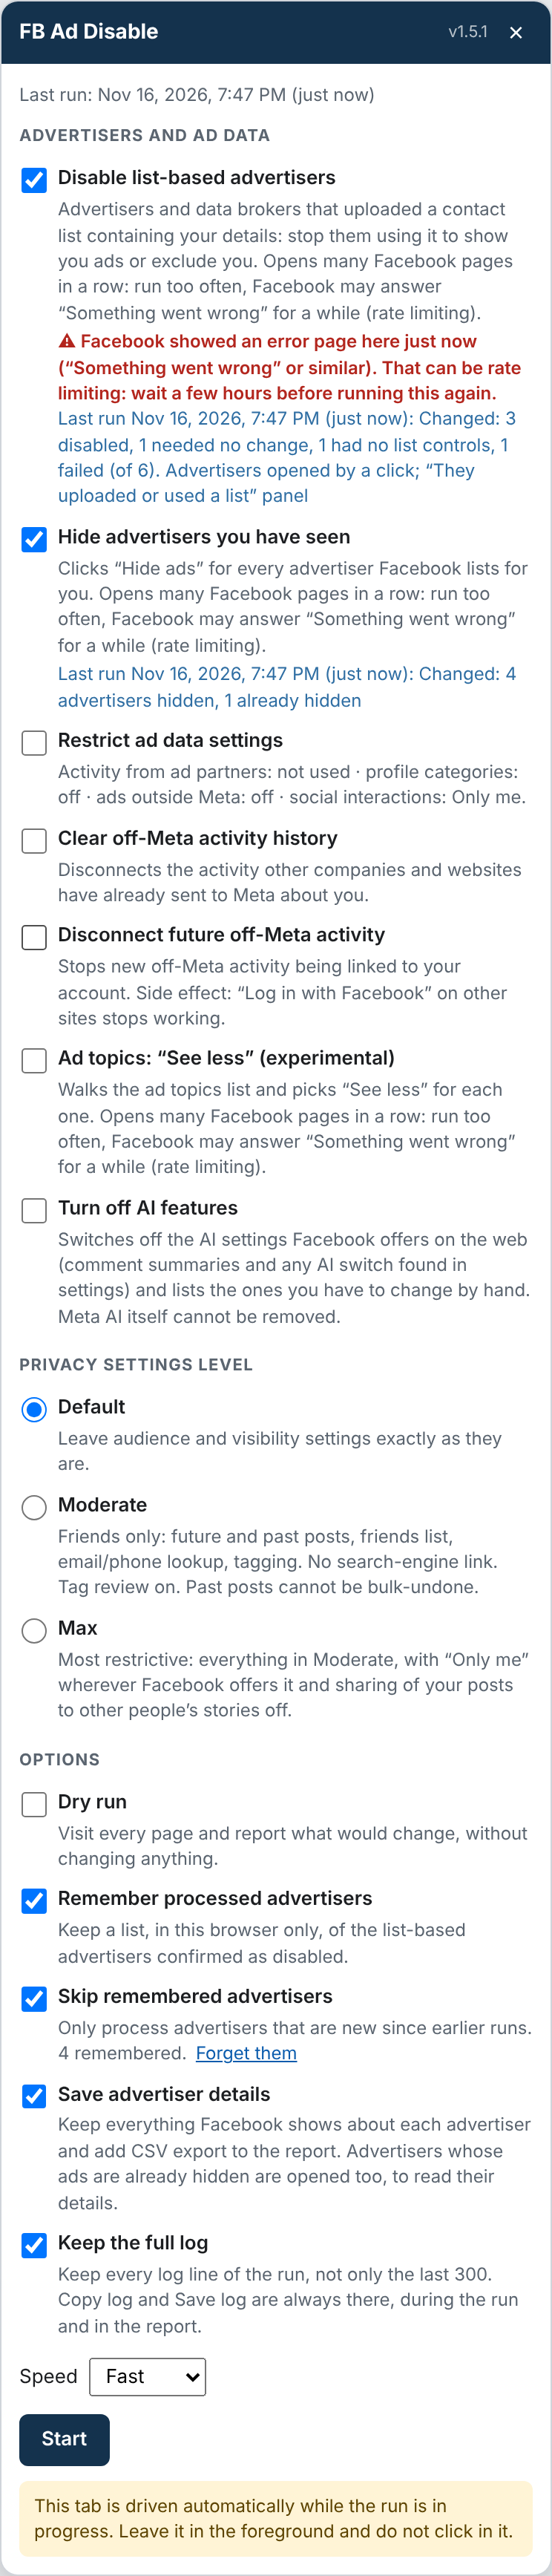 FB Ad Disable
v1.5.1 ×
Last run: Nov 16, 2026, 7:47 PM (just now)
ADVERTISERS AND AD DATA
Disable list-based advertisers
Advertisers and data brokers that uploaded a contact
list containing your details: stop them using it to show
you ads or exclude you. Opens many Facebook pages
in a row: run too often, Facebook may answer
“Something went wrong” for a while (rate limiting).
⚠ Facebook showed an error page here just now
(“Something went wrong” or similar). That can be rate
limiting: wait a few hours before running this again.
Last run Nov 16, 2026, 7:47 PM (just now): Changed: 3
disabled, 1 needed no change, 1 had no list controls, 1
failed (of 6). Advertisers opened by a click; “They
uploaded or used a list” panel
Hide advertisers you have seen
Clicks “Hide ads” for every advertiser Facebook lists for
you. Opens many Facebook pages in a row: run too
often, Facebook may answer “Something went wrong”
for a while (rate limiting).
Last run Nov 16, 2026, 7:47 PM (just now): Changed: 4
advertisers hidden, 1 already hidden
Restrict ad data settings
Activity from ad partners: not used · profile categories:
off · ads outside Meta: off · social interactions: Only me.
Clear off-Meta activity history
Disconnects the activity other companies and websites
have already sent to Meta about you.
Disconnect future off-Meta activity
Stops new off-Meta activity being linked to your
account. Side effect: “Log in with Facebook” on other
sites stops working.
Ad topics: “See less” (experimental)
Walks the ad topics list and picks “See less” for each
one. Opens many Facebook pages in a row: run too
often, Facebook may answer “Something went wrong”
for a while (rate limiting).
Turn off AI features
Switches off the AI settings Facebook offers on the web
(comment summaries and any AI switch found in
settings) and lists the ones you have to change by hand.
Meta AI itself cannot be removed.
PRIVACY SETTINGS LEVEL
Default
Leave audience and visibility settings exactly as they
are.
Moderate
Friends only: future and past posts, friends list,
email/phone lookup, tagging. No search-engine link.
Tag review on. Past posts cannot be bulk-undone.
Max
Most restrictive: everything in Moderate, with “Only me”
wherever Facebook offers it and sharing of your posts
to other people’s stories off.
OPTIONS
Dry run
Visit every page and report what would change, without
changing anything.
Remember processed advertisers
Keep a list, in this browser only, of the list-based
advertisers confirmed as disabled.
Skip remembered advertisers
Only process advertisers that are new since earlier runs.
4 remembered. Forget them
Save advertiser details
Keep everything Facebook shows about each advertiser
and add CSV export to the report. Advertisers whose
ads are already hidden are opened too, to read their
details.
Keep the full log
Keep every log line of the run, not only the last 300.
Copy log and Save log are always there, during the run
and in the report.
Speed Fast
Start
This tab is driven automatically while the run is in
progress. Leave it in the foreground and do not click in it.